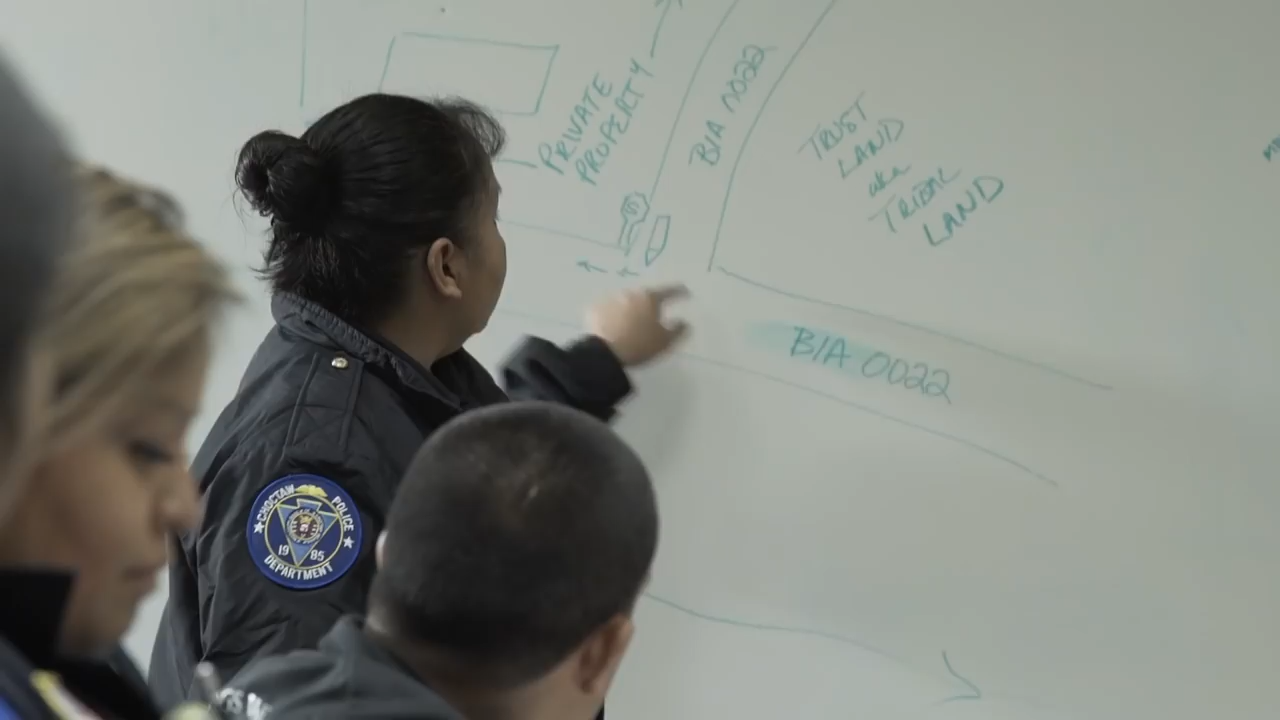 PRIVATE
PROPERTY
BIA 0022
TRUST
LAND
aka
TRIBAL
LAND
BIA 0022
CHOCTAW POLICE
1985
DEPARTMENT